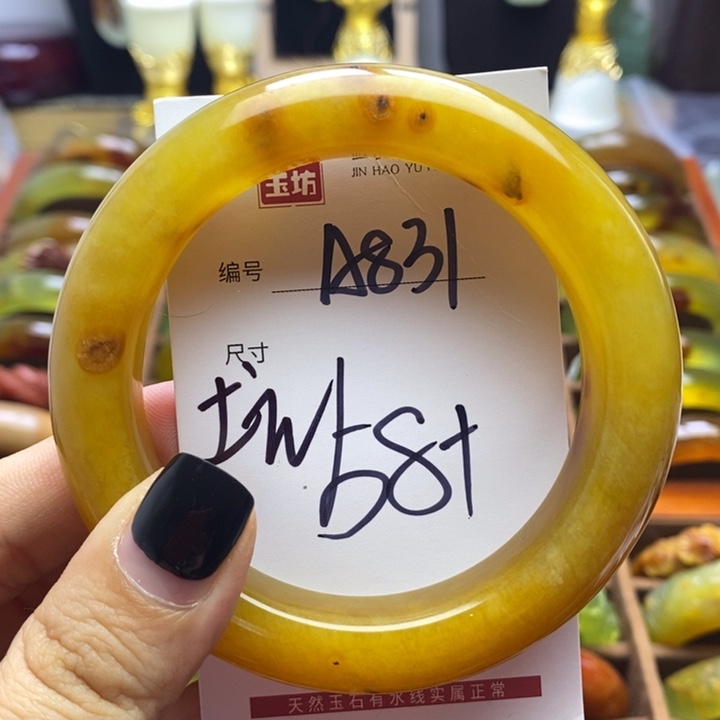 玉坊
JIN HAO YU
编号 A831
尺寸
58+
天然玉石有水线实属正常